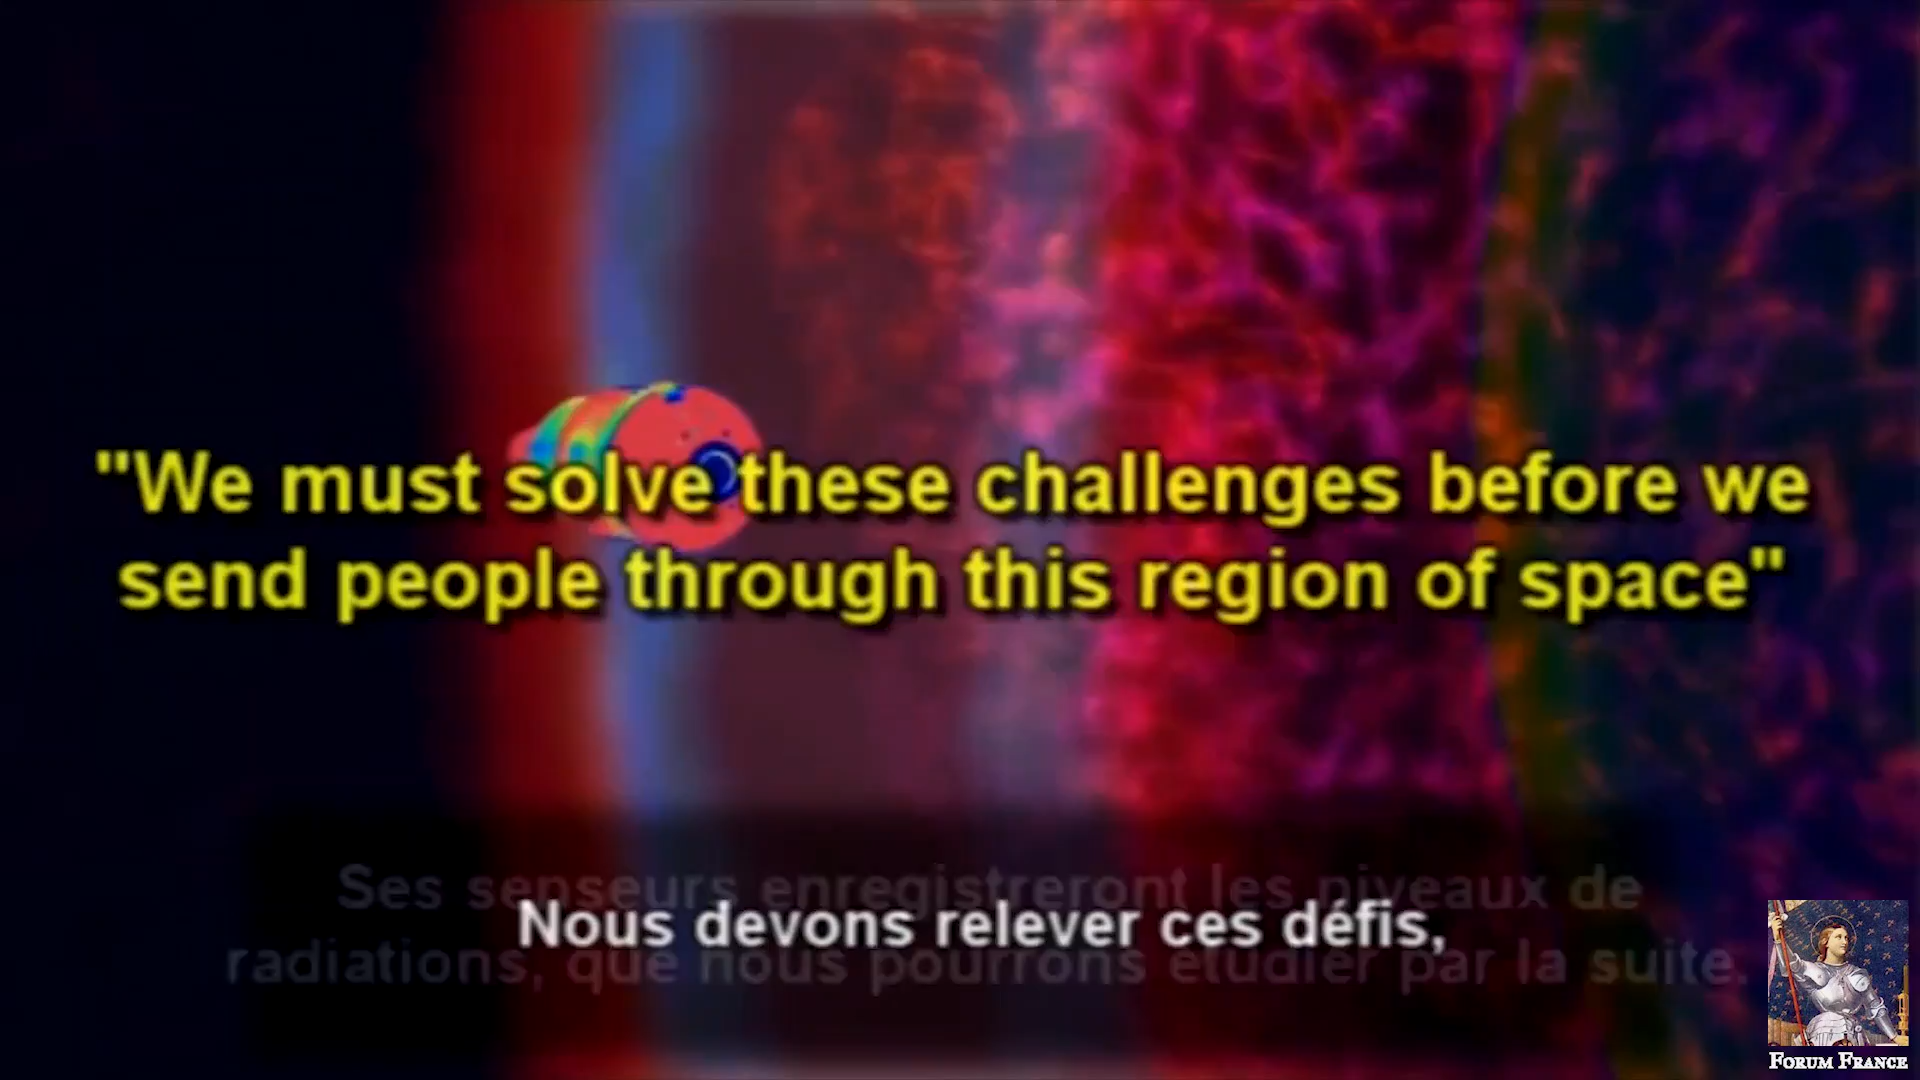 "We must solve these challenges before we
send people through this region of space"
Ses senseurs enregistreront les niveaux de
Nous devons relever ces défis,
radiations, que nous pourrons étudier par la suite.
FORUM FRANCE